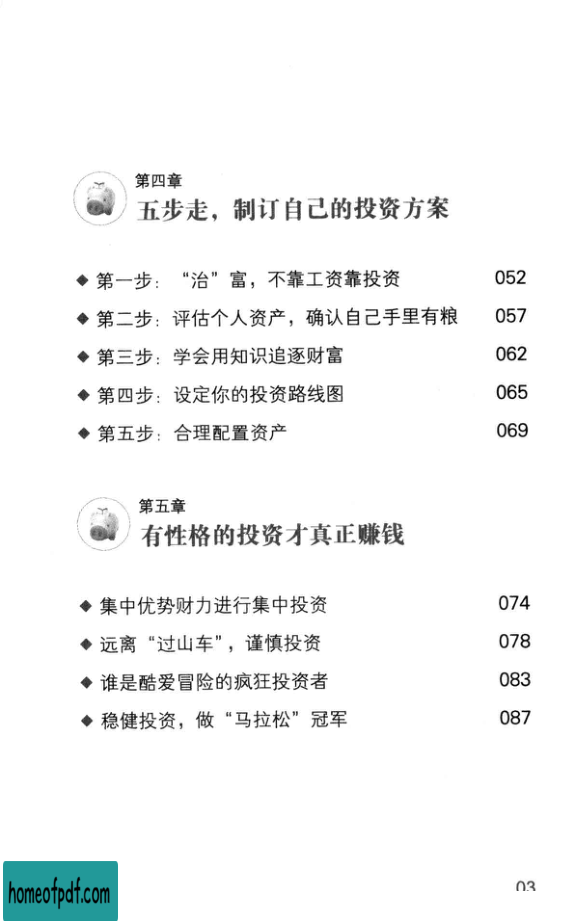 第四章
五步走，制订自己的投资方案
◆ 第一步：“治”富，不靠工资靠投资 052
◆ 第二步：评估个人资产，确认自己手里有粮 057
◆ 第三步：学会用知识追逐财富 062
◆ 第四步：设定你的投资路线图 065
◆ 第五步：合理配置资产 069
第五章
有性格的投资才真正赚钱
◆ 集中优势财力进行集中投资 074
◆ 远离“过山车”，谨慎投资 078
◆ 谁是酷爱冒险的疯狂投资者 083
◆ 稳健投资，做“马拉松”冠军 087
03
homeofpdf.com